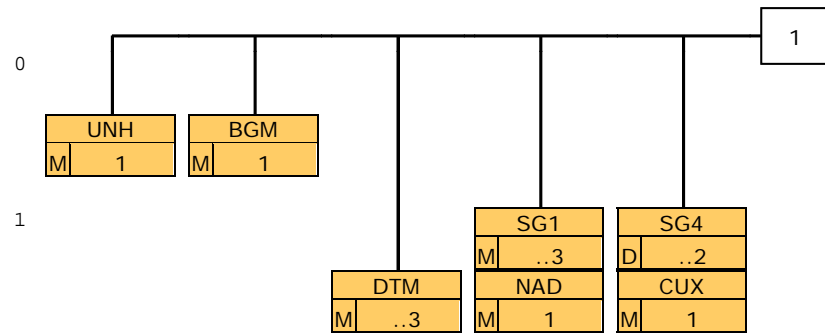 1
0
UNH BGM
M 1 M 1
1
SG1 SG4
M ..3 D ..2
DTM NAD CUX
M ..3 M 1 M 1